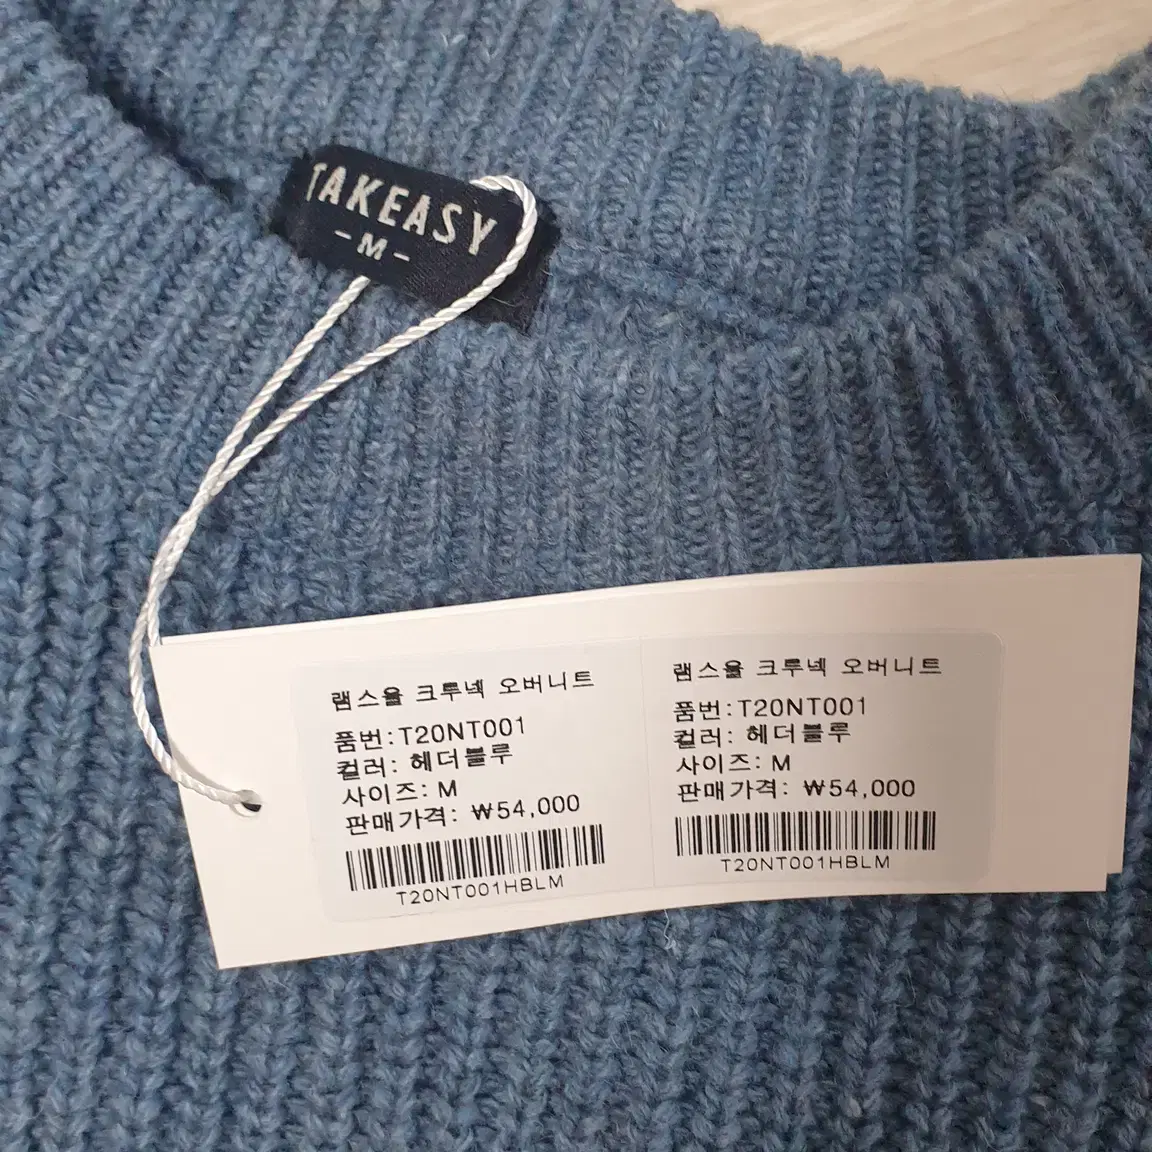 TAKEASY
-M-
램스울 크루넥 오버니트
품번:T20NT001
컬러: 헤더블루
사이즈: M
판매가격: ₩54,000
T20NT001HBLM
램스울 크루넥 오버니트
품번:T20NT001
컬러: 헤더블루
사이즈: M
판매가격: ₩54,000
T20NT001HBLM